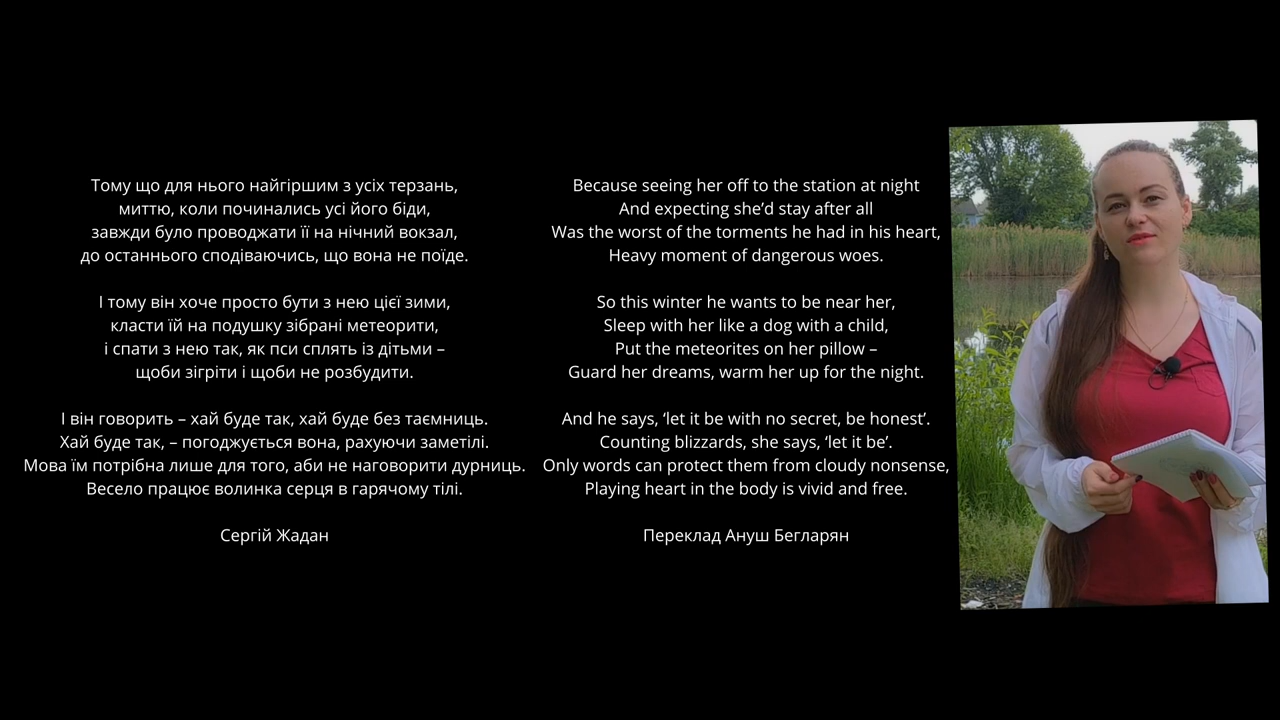 Тому що для нього найгіршим з усіх терзань,
миттю, коли починались усі його біди,
завжди було проводжати її на нічний вокзал,
до останнього сподіваючись, що вона не поїде.
І тому він хоче просто бути з нею цієї зими,
класти їй на подушку зібрані метеорити,
і спати з нею так, як пси сплять із дітьми –
щоби зігріти і щоби не розбудити.
І він говорить – хай буде так, хай буде без таємниць.
Хай буде так, – погоджується вона, рахуючи заметілі.
Мова їм потрібна лише для того, аби не наговорити дурниць.
Весело працює волинка серця в гарячому тілі.
Сергій Жадан
Because seeing her off to the station at night
And expecting she’d stay after all
Was the worst of the torments he had in his heart,
Heavy moment of dangerous woes.
So this winter he wants to be near her,
Sleep with her like a dog with a child,
Put the meteorites on her pillow –
Guard her dreams, warm her up for the night.
And he says, ‘let it be with no secret, be honest’.
Counting blizzards, she says, ‘let it be’.
Only words can protect them from cloudy nonsense,
Playing heart in the body is vivid and free.
Переклад Ануш Бегларян